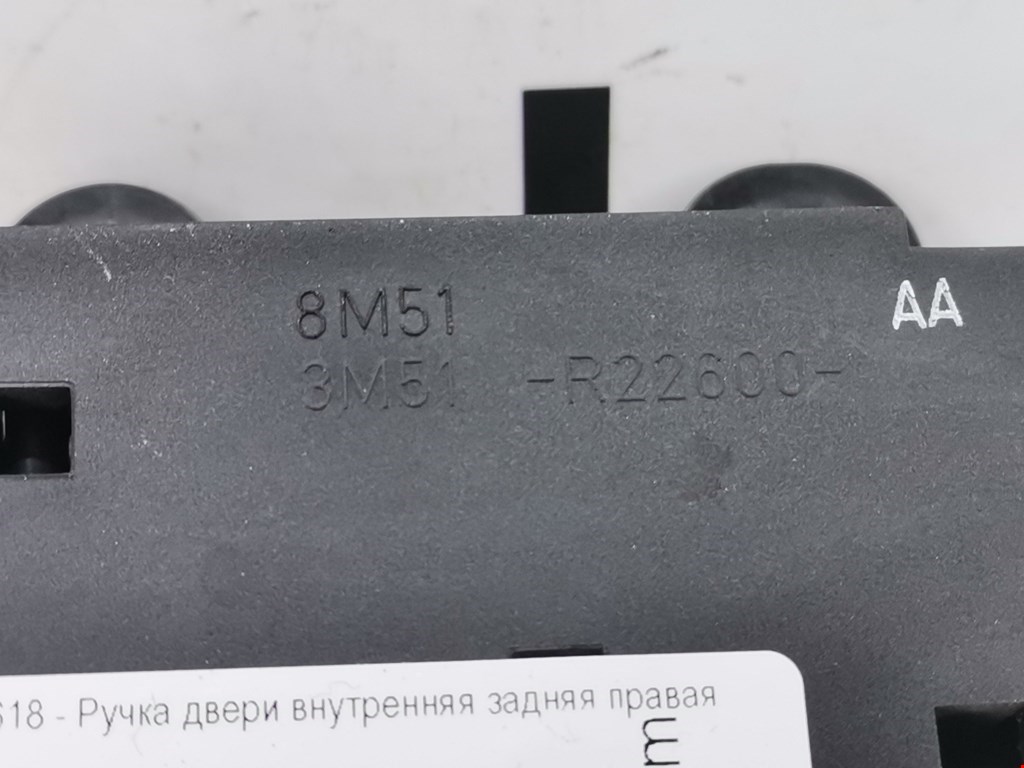 8M51
AA
3M51 -R22600-
618 - Ручка двери внутренняя задняя правая
m